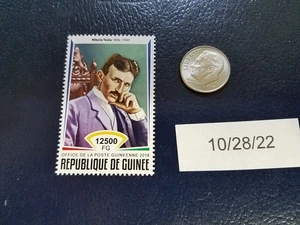 Nikola Tesla 1856-1943
12500
FG
OFFICE DE LA POSTE GUINEENNE 2016
REPUBLIQUE DE GUINEE
10/28/22